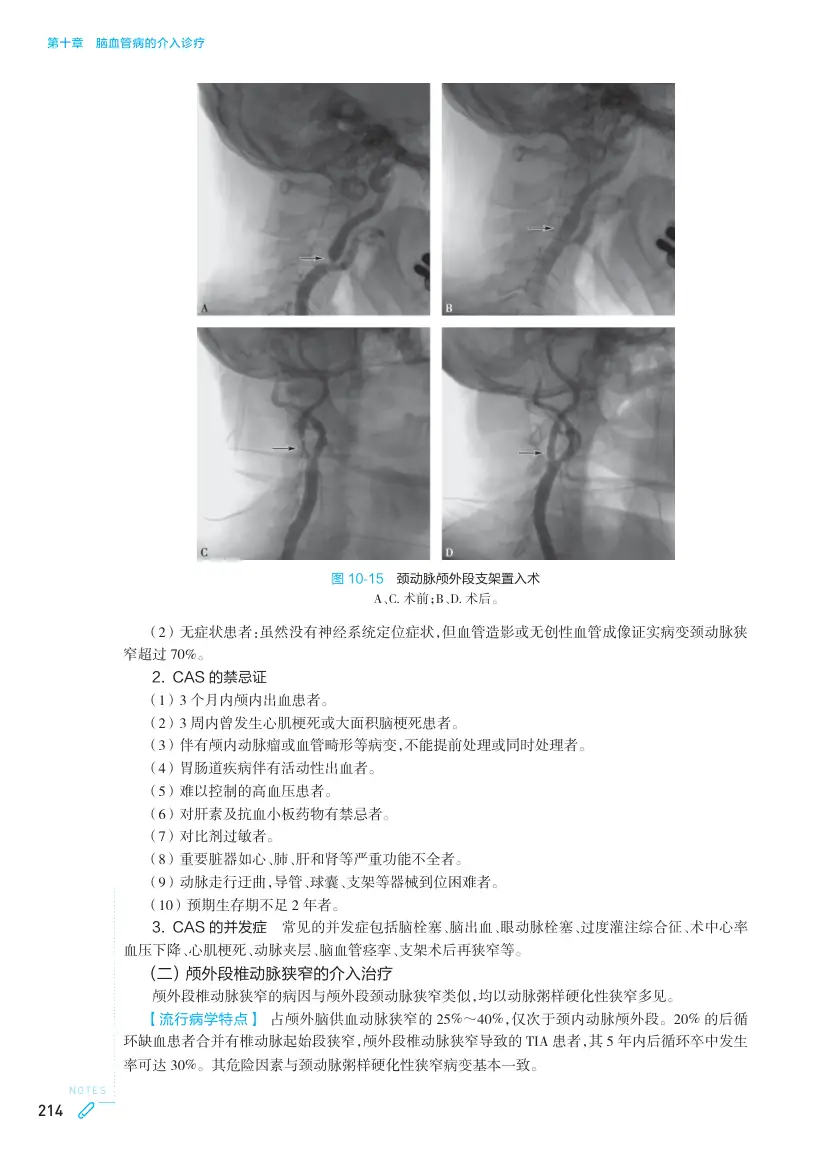 第十章 脑血管病的介入诊疗
A
B
C
D
图 10-15 颈动脉颅外段支架置入术
A、C. 术前；B、D. 术后。
（2）无症状患者：虽然没有神经系统定位症状，但血管造影或无创性血管成像证实病变颈动脉狭
窄超过 70%。
2. CAS 的禁忌证
（1）3 个月内颅内出血患者。
（2）3 周内曾发生心肌梗死或大面积脑梗死患者。
（3）伴有颅内动脉瘤或血管畸形等病变，不能提前处理或同时处理者。
（4）胃肠道疾病伴有活动性出血者。
（5）难以控制的高血压患者。
（6）对肝素及抗血小板药物有禁忌者。
（7）对比剂过敏者。
（8）重要脏器如心、肺、肝和肾等严重功能不全者。
（9）动脉走行迂曲，导管、球囊、支架等器械到位困难者。
（10）预期生存期不足 2 年者。
3. CAS 的并发症 常见的并发症包括脑栓塞、脑出血、眼动脉栓塞、过度灌注综合征、术中心率
血压下降、心肌梗死、动脉夹层、脑血管痉挛、支架术后再狭窄等。
（二）颅外段椎动脉狭窄的介入治疗
颅外段椎动脉狭窄的病因与颅外段颈动脉狭窄类似，均以动脉粥样硬化性狭窄多见。
【流行病学特点】 占颅外脑供血动脉狭窄的 25%～40%，仅次于颈内动脉颅外段。20% 的后循
环缺血患者合并有椎动脉起始段狭窄，颅外段椎动脉狭窄导致的 TIA 患者，其 5 年内后循环卒中发生
率可达 30%。其危险因素与颈动脉粥样硬化性狭窄病变基本一致。
NOTES
214